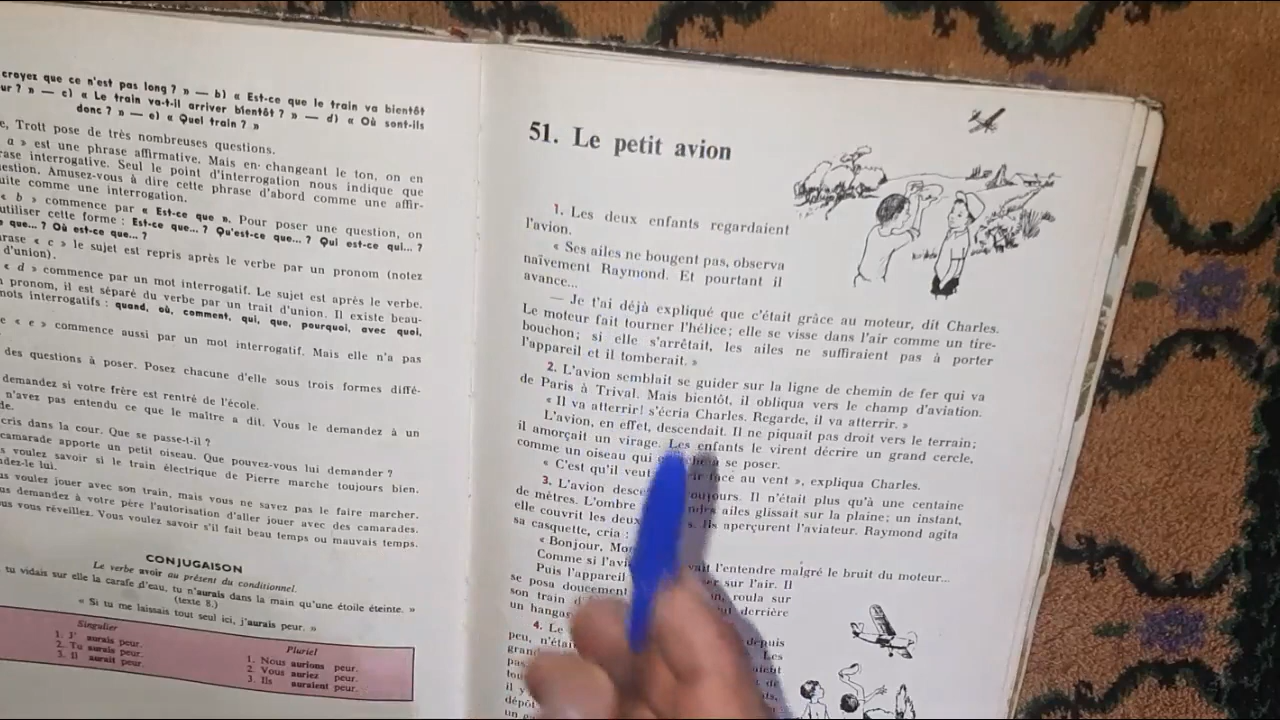 croyez que ce n'est pas long ? » — b) « Est-ce que le train va bientôt
ur ? » — c) « Le train va-t-il arriver bientôt ? » — d) « Où sont-ils
donc ? » — e) « Quel train ? »
e, Trott pose de très nombreuses questions.
a » est une phrase affirmative. Mais en changeant le ton, on en
rase interrogative. Seul le point d'interrogation nous indique que
estion. Amusez-vous à dire cette phrase d'abord comme une affir-
uite comme une interrogation.
« b » commence par « Est-ce que ». Pour poser une question, on
utiliser cette forme : Est-ce que... ? Qu'est-ce que... ? Qui est-ce qui... ?
e que... ? Où est-ce que... ?
rase « c » le sujet est repris après le verbe par un pronom (notez
d'union).
« d » commence par un mot interrogatif. Le sujet est après le verbe.
n pronom, il est séparé du verbe par un trait d'union. Il existe beau-
mots interrogatifs : quand, où, comment, qui, que, pourquoi, avec quoi,
e « e » commence aussi par un mot interrogatif. Mais elle n'a pas
des questions à poser. Posez chacune d'elle sous trois formes diffé-
demandez si votre frère est rentré de l'école.
n'avez pas entendu ce que le maître a dit. Vous le demandez à un
de.
cris dans la cour. Que se passe-t-il ?
camarade apporte un petit oiseau. Que pouvez-vous lui demander ?
s voulez savoir si le train électrique de Pierre marche toujours bien.
ndez-le lui.
s voulez jouer avec son train, mais vous ne savez pas le faire marcher.
us demandez à votre père l'autorisation d'aller jouer avec des camarades.
ous vous réveillez. Vous voulez savoir s'il fait beau temps ou mauvais temps.
CONJUGAISON
Le verbe avoir au présent du conditionnel.
tu vidais sur elle la carafe d'eau, tu n'aurais dans la main qu'une étoile éteinte. »
(texte 8.)
« Si tu me laissais tout seul ici, j'aurais peur. »
Singulier
1. J' aurais peur.
2. Tu aurais peur.
3. Il aurait peur.
Pluriel
1. Nous aurions peur.
2. Vous auriez peur.
3. Ils auraient peur.
51. Le petit avion
1. Les deux enfants regardaient
l'avion.
« Ses ailes ne bougent pas, observa
naïvement Raymond. Et pourtant il
avance...
— Je t'ai déjà expliqué que c'était grâce au moteur, dit Charles.
Le moteur fait tourner l'hélice; elle se visse dans l'air comme un tire-
bouchon; si elle s'arrêtait, les ailes ne suffiraient pas à porter
l'appareil et il tomberait. »
2. L'avion semblait se guider sur la ligne de chemin de fer qui va
de Paris à Trival. Mais bientôt, il obliqua vers le champ d'aviation.
« Il va atterrir! s'écria Charles. Regarde, il va atterrir. »
L'avion, en effet, descendait. Il ne piquait pas droit vers le terrain;
il amorçait un virage. Les enfants le virent décrire un grand cercle,
comme un oiseau qui se poser.
« C'est qu'il veut face au vent », expliqua Charles.
3. L'avion toujours. Il n'était plus qu'à une centaine
de mètres. L'ombre ailes glissait sur la plaine; un instant,
elle couvrit les deux Ils aperçurent l'aviateur. Raymond agita
sa casquette, cria :
« Bonjour,
Comme si l'entendre malgré le bruit du moteur...
Puis l'appareil sur l'air. Il
se posa doucement roula sur
son train derrière
un
4. Le depuis
peu, Les